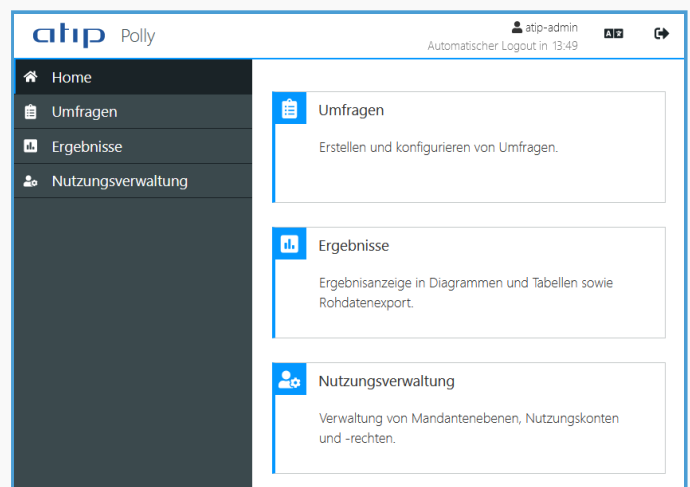 atip Polly
atip-admin
Automatischer Logout in 13:49
Home
Umfragen
Ergebnisse
Nutzungsverwaltung
Umfragen
Erstellen und konfigurieren von Umfragen.
Ergebnisse
Ergebnisanzeige in Diagrammen und Tabellen sowie
Rohdatenexport.
Nutzungsverwaltung
Verwaltung von Mandantenebenen, Nutzungskonten
und -rechten.